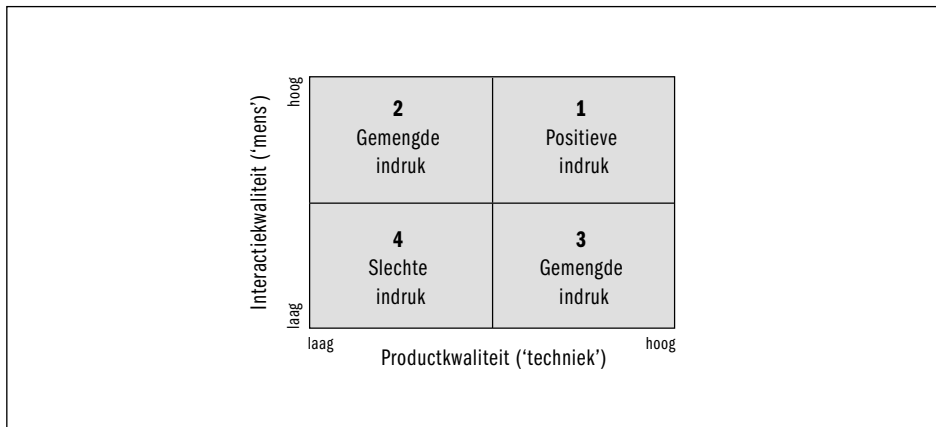 2
Gemengde
indruk
1
Positieve
indruk
4
Slechte
indruk
3
Gemengde
indruk
Interactiekwaliteit (‘mens’)
hoog
laag
laag
hoog
Productkwaliteit (‘techniek’)